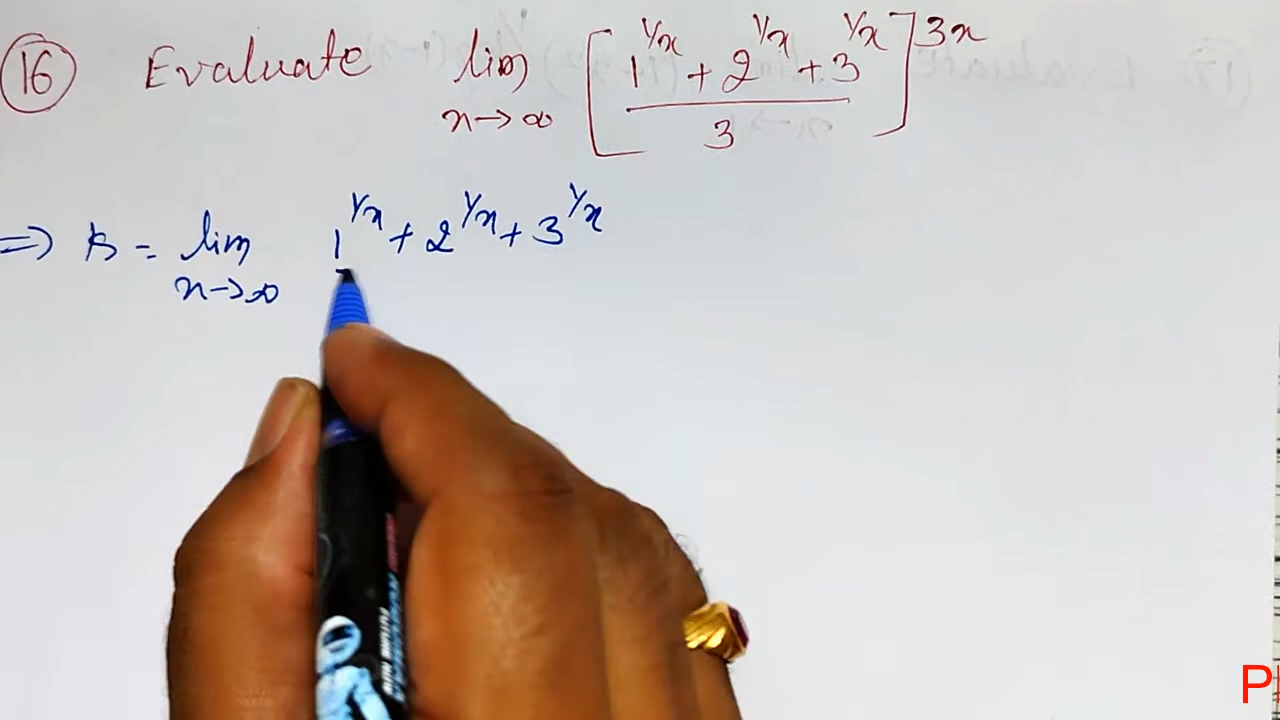 16 Evaluate lim x→∞ [ (1^{1/x} + 2^{1/x} + 3^{1/x}) / 3 ]^{3x}
⇒ k = lim x→∞ 1^{1/x} + 2^{1/x} + 3^{1/x}